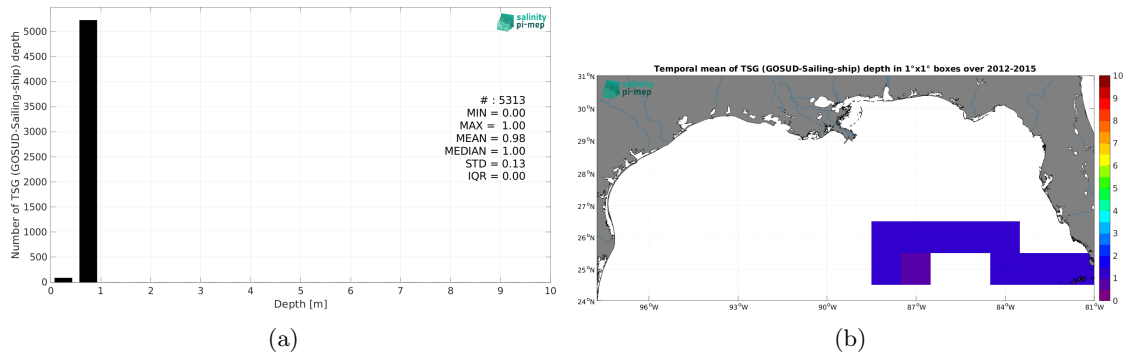 salinity
pi-mep
# : 5313
MIN = 0.00
MAX = 1.00
MEAN = 0.98
MEDIAN = 1.00
STD = 0.13
IQR = 0.00
Number of TSG (GOSUD-Sailing-ship) depth
5000
4500
4000
3500
3000
2500
2000
1500
1000
500
0
0 1 2 3 4 5 6 7 8 9 10
Depth [m]
(a)
Temporal mean of TSG (GOSUD-Sailing-ship) depth in 1°x1° boxes over 2012-2015
salinity
pi-mep
31°N
30°N
29°N
28°N
27°N
26°N
25°N
24°N
96°W 93°W 90°W 87°W 84°W 81°W
10
9
8
7
6
5
4
3
2
1
0
(b)